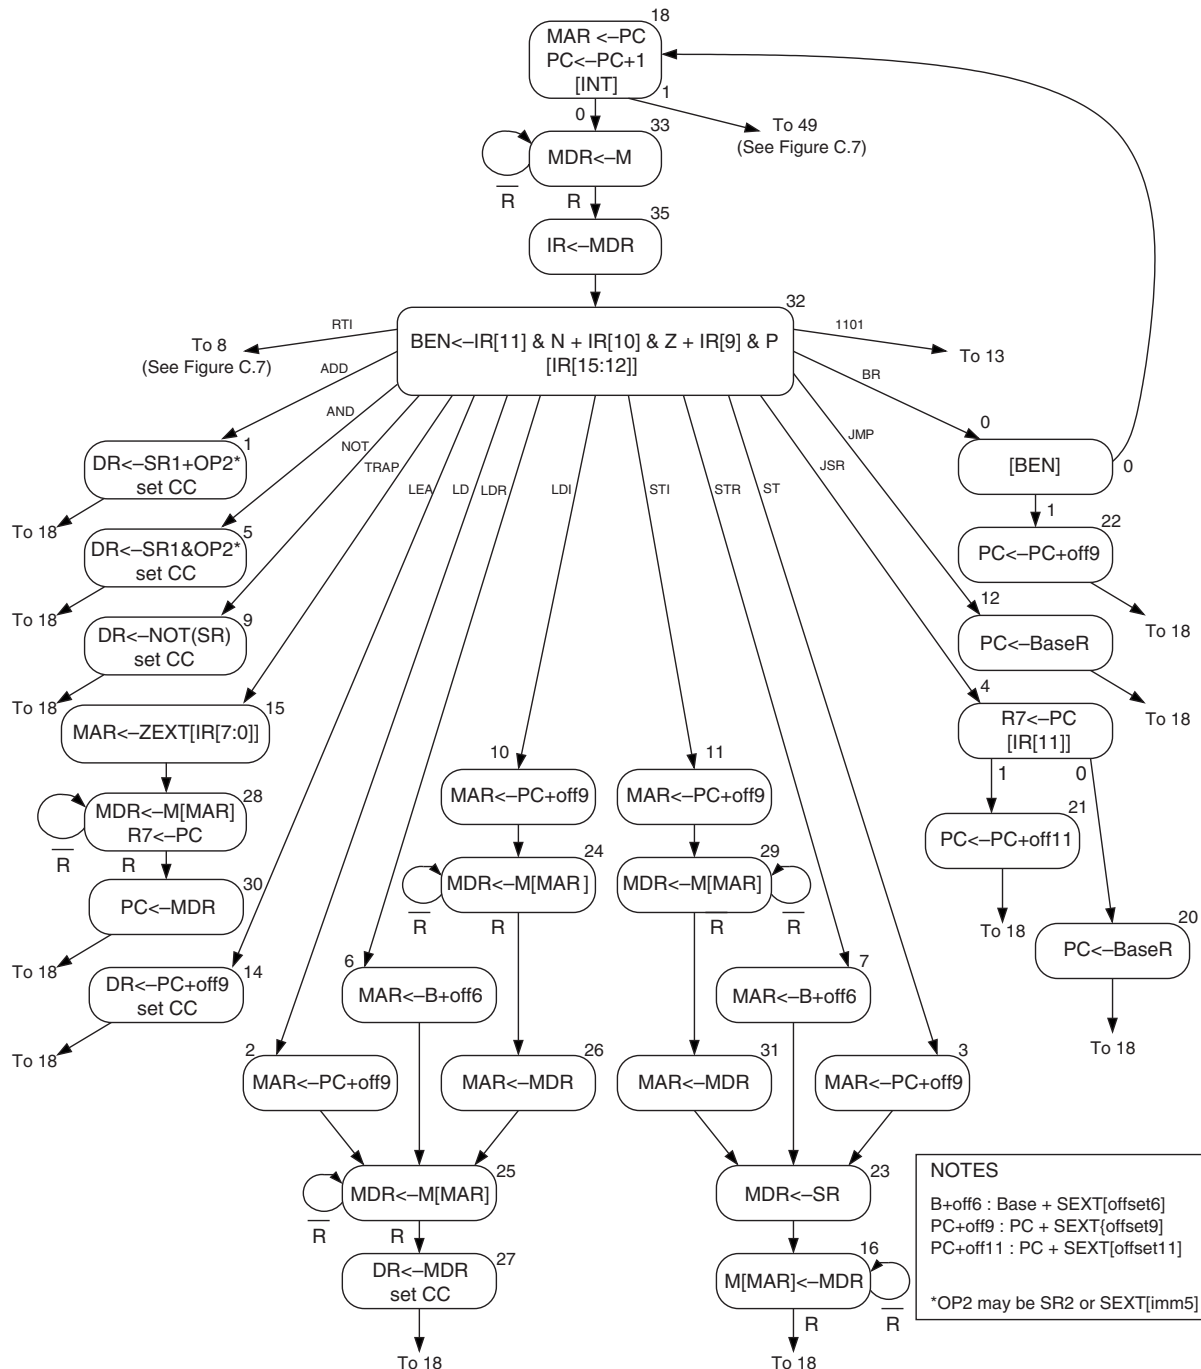 18
MAR <–PC
PC<–PC+1
[INT]
0
1
To 49
(See Figure C.7)
33
MDR<–M
R
R
35
IR<–MDR
32
BEN<–IR[11] & N + IR[10] & Z + IR[9] & P
[IR[15:12]]
RTI
To 8
(See Figure C.7)
1101
To 13
ADD
AND
NOT
TRAP
LEA
LD
LDR
LDI
STI
STR
ST
JSR
JMP
BR
1
DR<–SR1+OP2*
set CC
To 18
5
DR<–SR1&OP2*
set CC
To 18
9
DR<–NOT(SR)
set CC
To 18
15
MAR<–ZEXT[IR[7:0]]
28
MDR<–M[MAR]
R7<–PC
R
R
30
PC<–MDR
To 18
14
DR<–PC+off9
set CC
To 18
0
[BEN]
0
1
22
PC<–PC+off9
To 18
12
PC<–BaseR
To 18
4
R7<–PC
[IR[11]]
1
0
21
PC<–PC+off11
To 18
20
PC<–BaseR
To 18
10
MAR<–PC+off9
24
MDR<–M[MAR]
R
R
11
MAR<–PC+off9
29
MDR<–M[MAR]
R
R
6
MAR<–B+off6
7
MAR<–B+off6
2
MAR<–PC+off9
26
MAR<–MDR
31
MAR<–MDR
3
MAR<–PC+off9
25
MDR<–M[MAR]
R
R
27
DR<–MDR
set CC
To 18
23
MDR<–SR
16
M[MAR]<–MDR
R
R
To 18
NOTES
B+off6 : Base + SEXT[offset6]
PC+off9 : PC + SEXT{offset9]
PC+off11 : PC + SEXT[offset11]
*OP2 may be SR2 or SEXT[imm5]